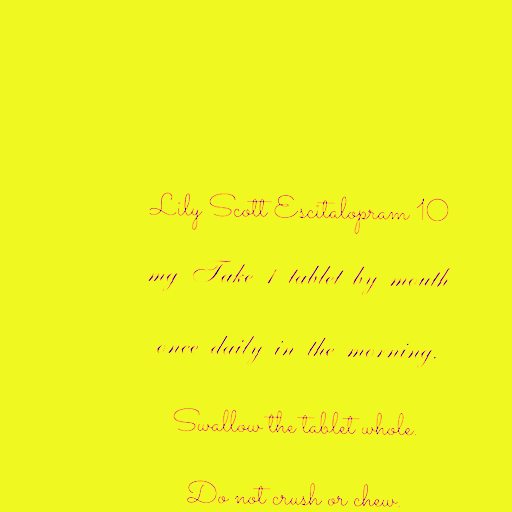 Lily Scott Escitalopram 10
mg Take 1 tablet by mouth
once daily in the morning.
Swallow the tablet whole.
Do not crush or chew.